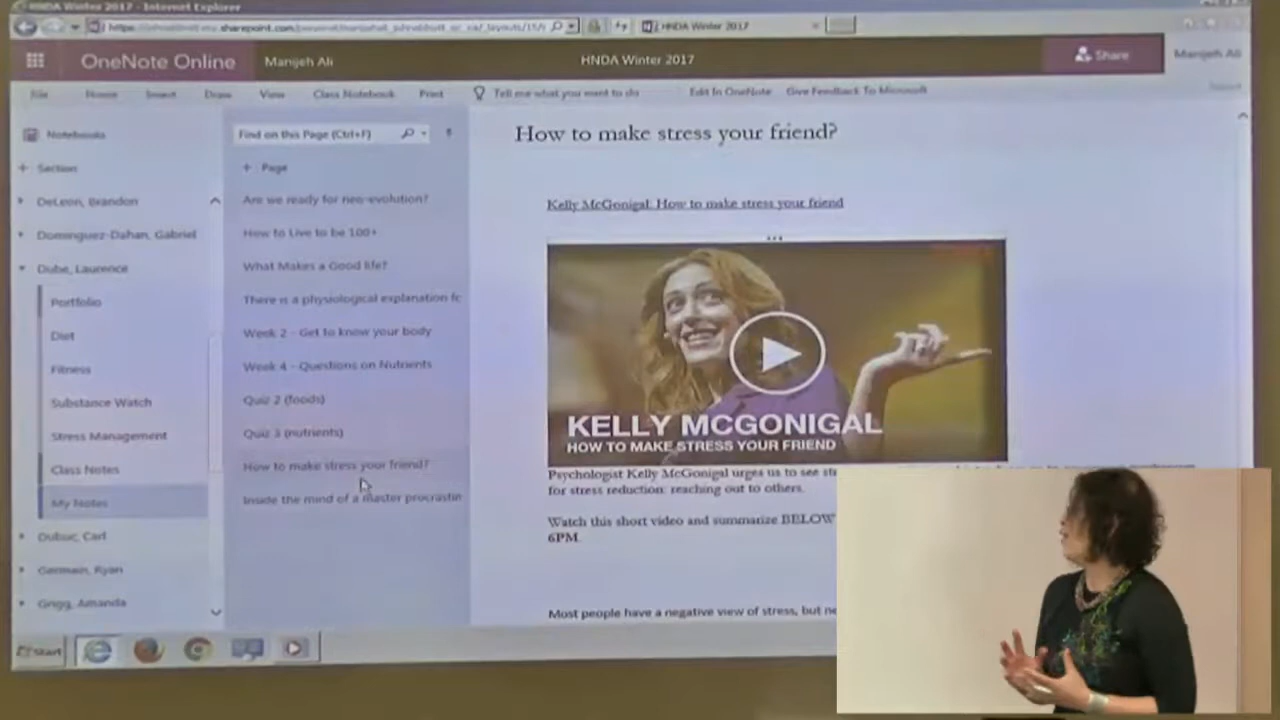 HNDA Winter 2017 - Internet Explorer
HNDA Winter 2017
OneNote Online
Manijeh Ali
HNDA Winter 2017
Share
Manijeh Ali
File Home Insert Draw View Class Notebook Print Tell me what you want to do Edit In OneNote Give Feedback To Microsoft
Notebooks
+ Section
DeLeon, Brandon
Dominguez-Dahan, Gabriel
Dube, Laurence
Portfolio
Diet
Fitness
Substance Watch
Stress Management
Class Notes
My Notes
Dubuc, Carl
Germain, Ryan
Grigg, Amanda
Find on this Page (Ctrl+F)
+ Page
Are we ready for neo-evolution?
How to Live to be 100+
What Makes a Good life?
There is a physiological explanation fo
Week 2 - Get to know your body
Week 4 - Questions on Nutrients
Quiz 2 (foods)
Quiz 3 (nutrients)
How to make stress your friend?
Inside the mind of a master procrastin
How to make stress your friend?
Kelly McGonigal: How to make stress your friend
KELLY MCGONIGAL
HOW TO MAKE STRESS YOUR FRIEND
Psychologist Kelly McGonigal urges us to see
for stress reduction: reaching out to others.
Watch this short video and summarize BELOW
6PM.
Most people have a negative view of stress, but
Start